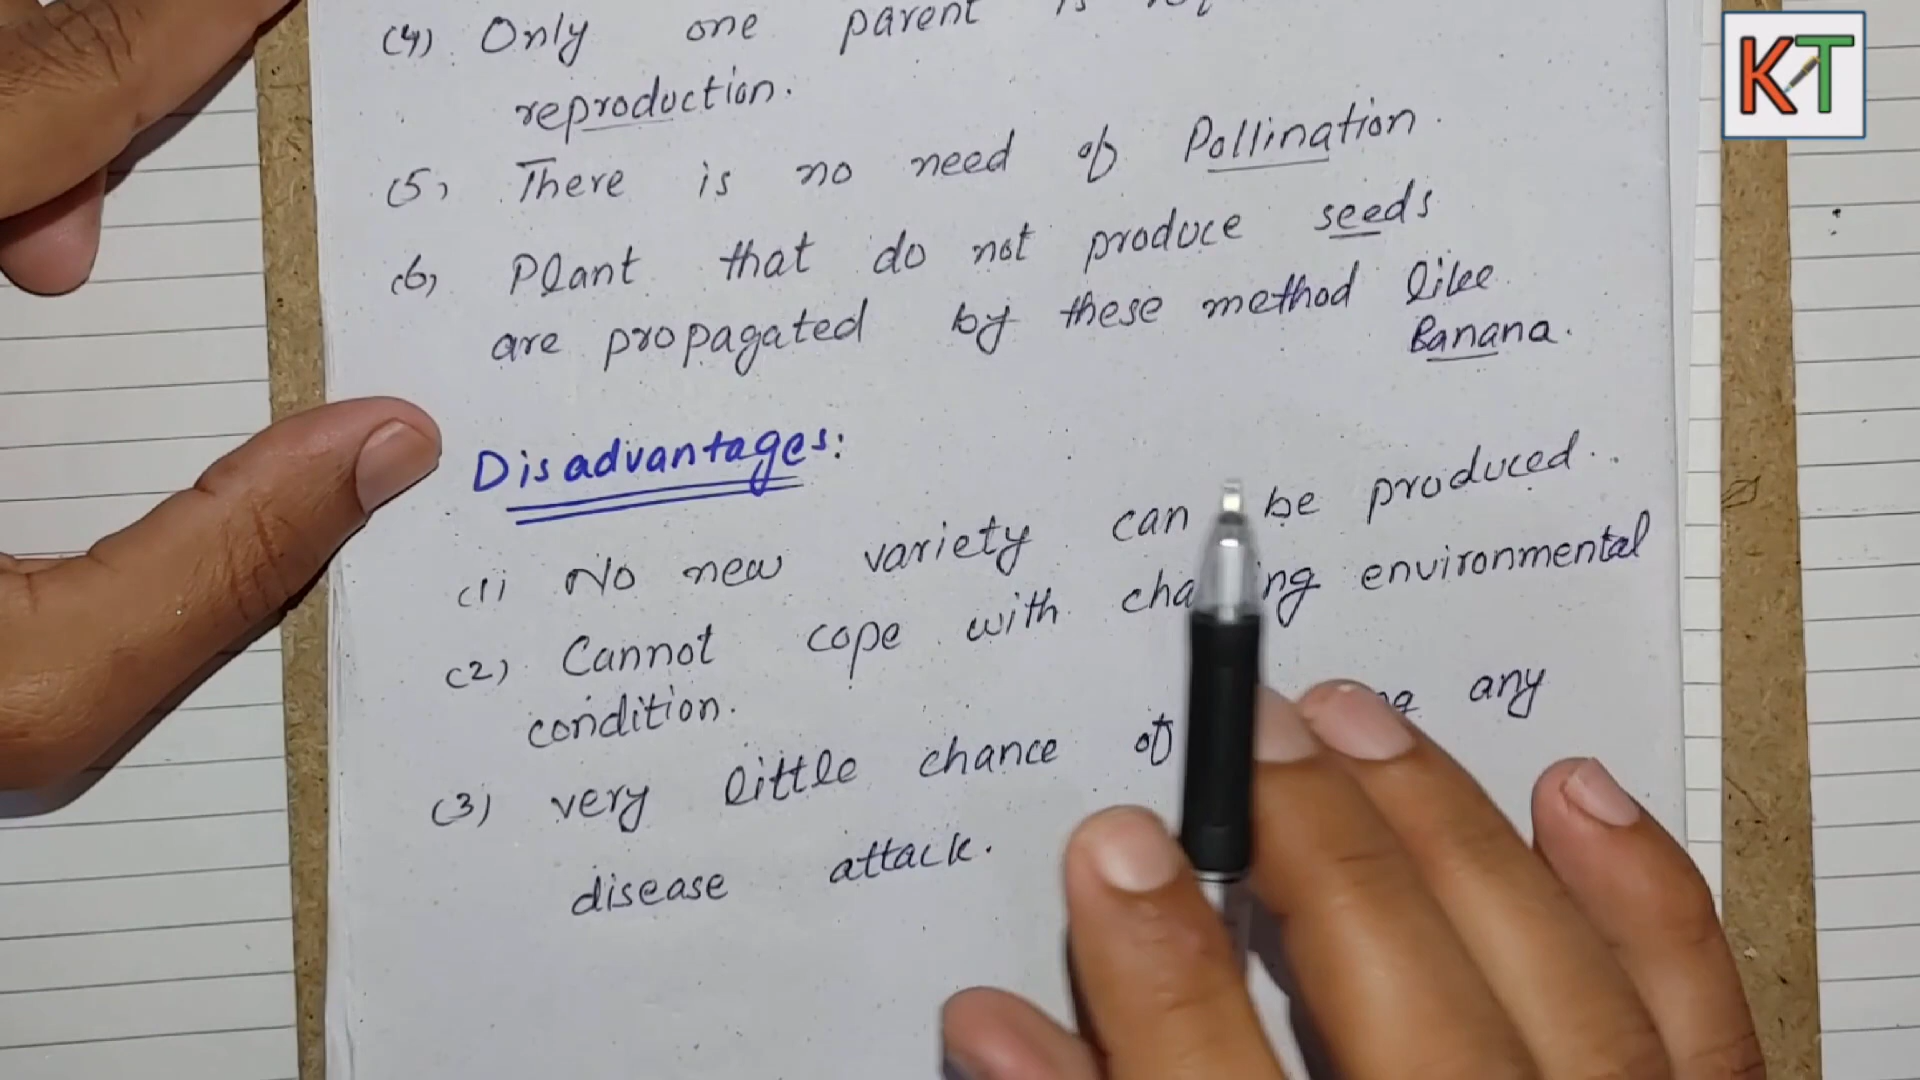 (4) Only one parent is
reproduction.
(5) There is no need of Pollination.
(6) Plant that do not produce seeds
are propagated by these method like
Banana.
Disadvantages:
(1) No new variety can be produced.
(2) Cannot cope with changing environmental
condition.
(3) very little chance of any
disease attack.
KT